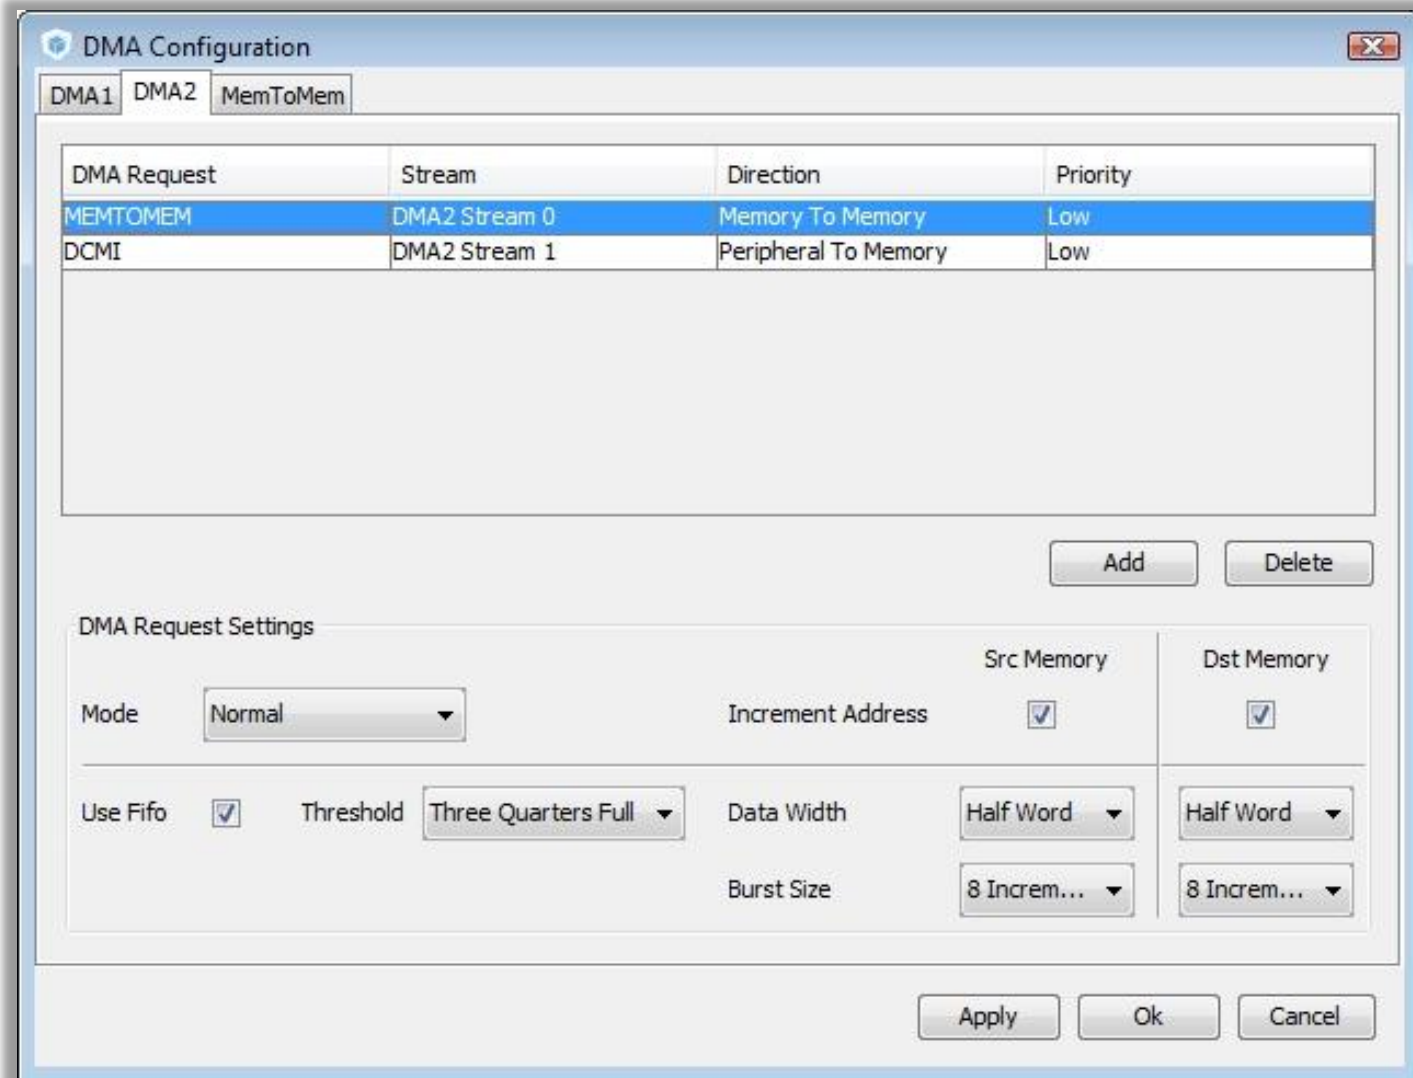 DMA Configuration
DMA1 DMA2 MemToMem
DMA Request Stream Direction Priority
MEMTOMEM DMA2 Stream 0 Memory To Memory Low
DCMI DMA2 Stream 1 Peripheral To Memory Low
Add Delete
DMA Request Settings
Src Memory Dst Memory
Mode Normal Increment Address
Use Fifo Threshold Three Quarters Full Data Width Half Word Half Word
Burst Size 8 Increm... 8 Increm...
Apply Ok Cancel